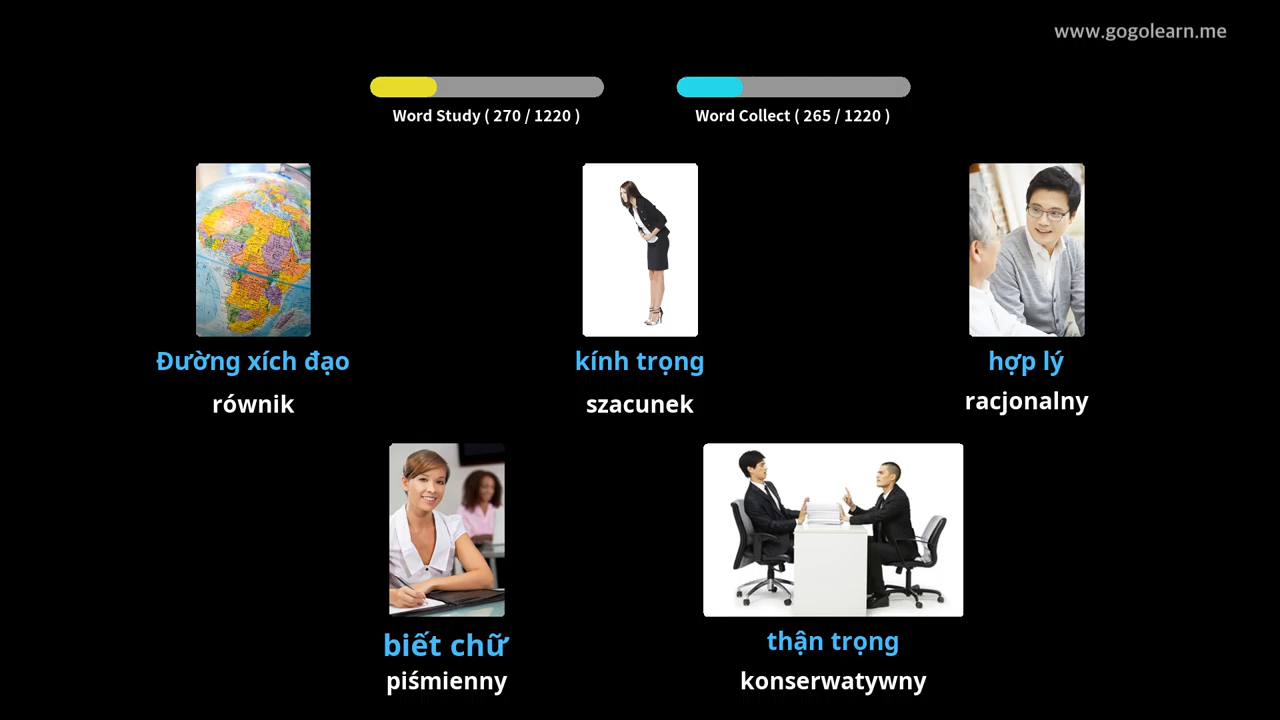 www.gogolearn.me
Word Study ( 270 / 1220 )
Word Collect ( 265 / 1220 )
Đường xích đạo
równik
kính trọng
szacunek
hợp lý
racjonalny
biết chữ
piśmienny
thận trọng
konserwatywny